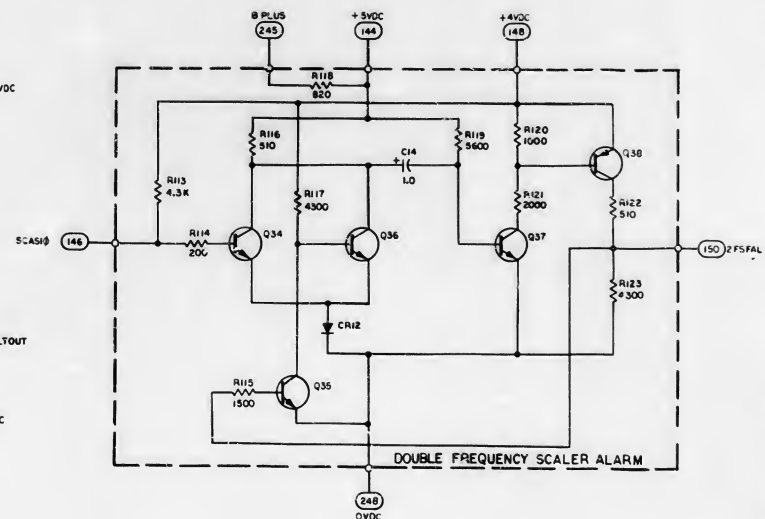 B PLUS
245
+5VDC
144
+4VDC
148
VDC
R118
820
R116
510
R119
5600
R120
1000
C14
+
1.0
Q38
R113
4.3K
R117
4300
R121
2000
R122
510
SCAS1Ø
146
R114
200
Q34
Q36
Q37
150
2FSFAL
R123
4300
CR12
LTOUT
R115
1500
Q35
C
DOUBLE FREQUENCY SCALER ALARM
248
0VDC